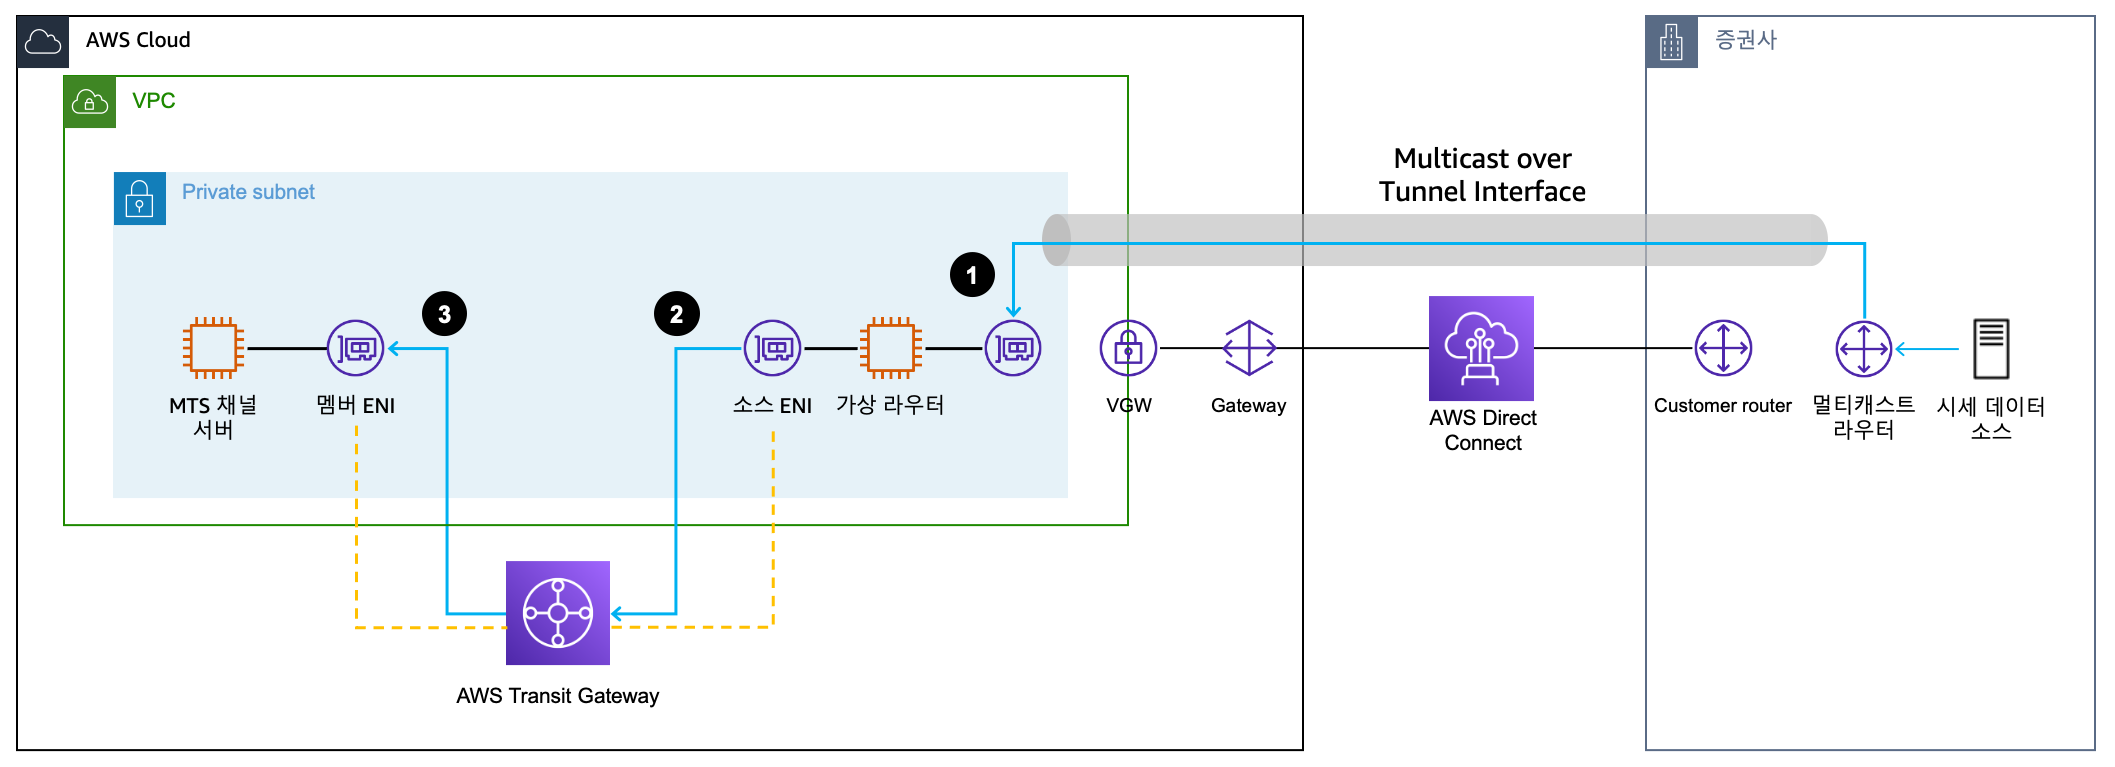 AWS Cloud
증권사
VPC
Multicast over
Tunnel Interface
Private subnet
1
3
2
MTS 채널
서버
멤버 ENI
소스 ENI
가상 라우터
VGW
Gateway
AWS Direct
Connect
Customer router
멀티캐스트
라우터
시세 데이터
소스
AWS Transit Gateway